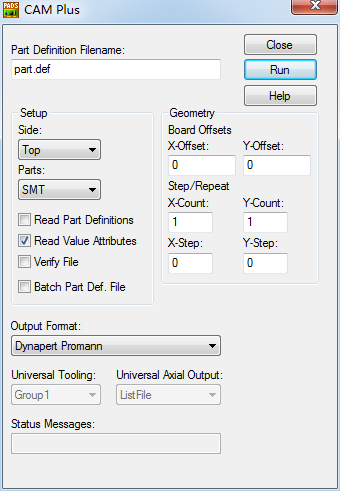 PADS
CAM Plus
Part Definition Filename:
part.def
Close
Run
Help
Setup
Side:
Top
Parts:
SMT
Read Part Definitions
Read Value Attributes
Verify File
Batch Part Def. File
Geometry
Board Offsets
X-Offset: Y-Offset:
0 0
Step/Repeat
X-Count: Y-Count:
1 1
X-Step: Y-Step:
0 0
Output Format:
Dynapert Promann
Universal Tooling: Universal Axial Output:
Group1 ListFile
Status Messages: